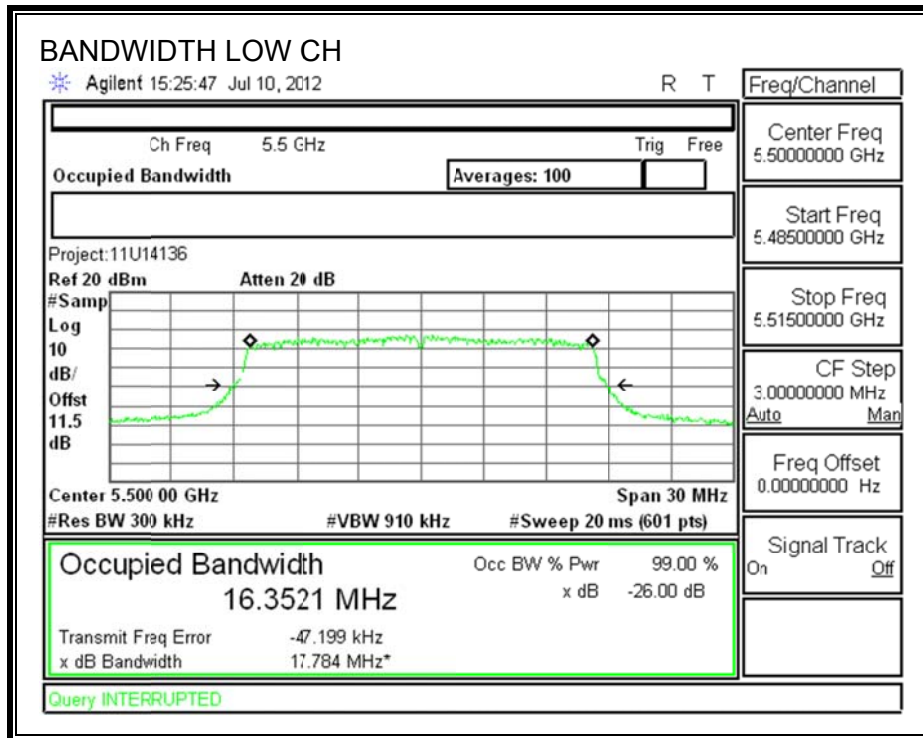 BANDWIDTH LOW CH
Agilent 15:25:47 Jul 10, 2012 R T
Freq/Channel
Ch Freq 5.5 GHz Trig Free
Occupied Bandwidth Averages: 100
Center Freq
5.50000000 GHz
Start Freq
5.48500000 GHz
Stop Freq
5.51500000 GHz
CF Step
3.00000000 MHz
Auto Man
Freq Offset
0.00000000 Hz
Signal Track
On Off
Project:11U14136
Ref 20 dBm Atten 20 dB
#Samp
Log
10
dB/
Offst
11.5
dB
Center 5.500 00 GHz Span 30 MHz
#Res BW 300 kHz #VBW 910 kHz #Sweep 20 ms (601 pts)
Occupied Bandwidth Occ BW % Pwr 99.00 %
16.3521 MHz x dB -26.00 dB
Transmit Freq Error -47.199 kHz
x dB Bandwidth 17.784 MHz*
Query INTERRUPTED